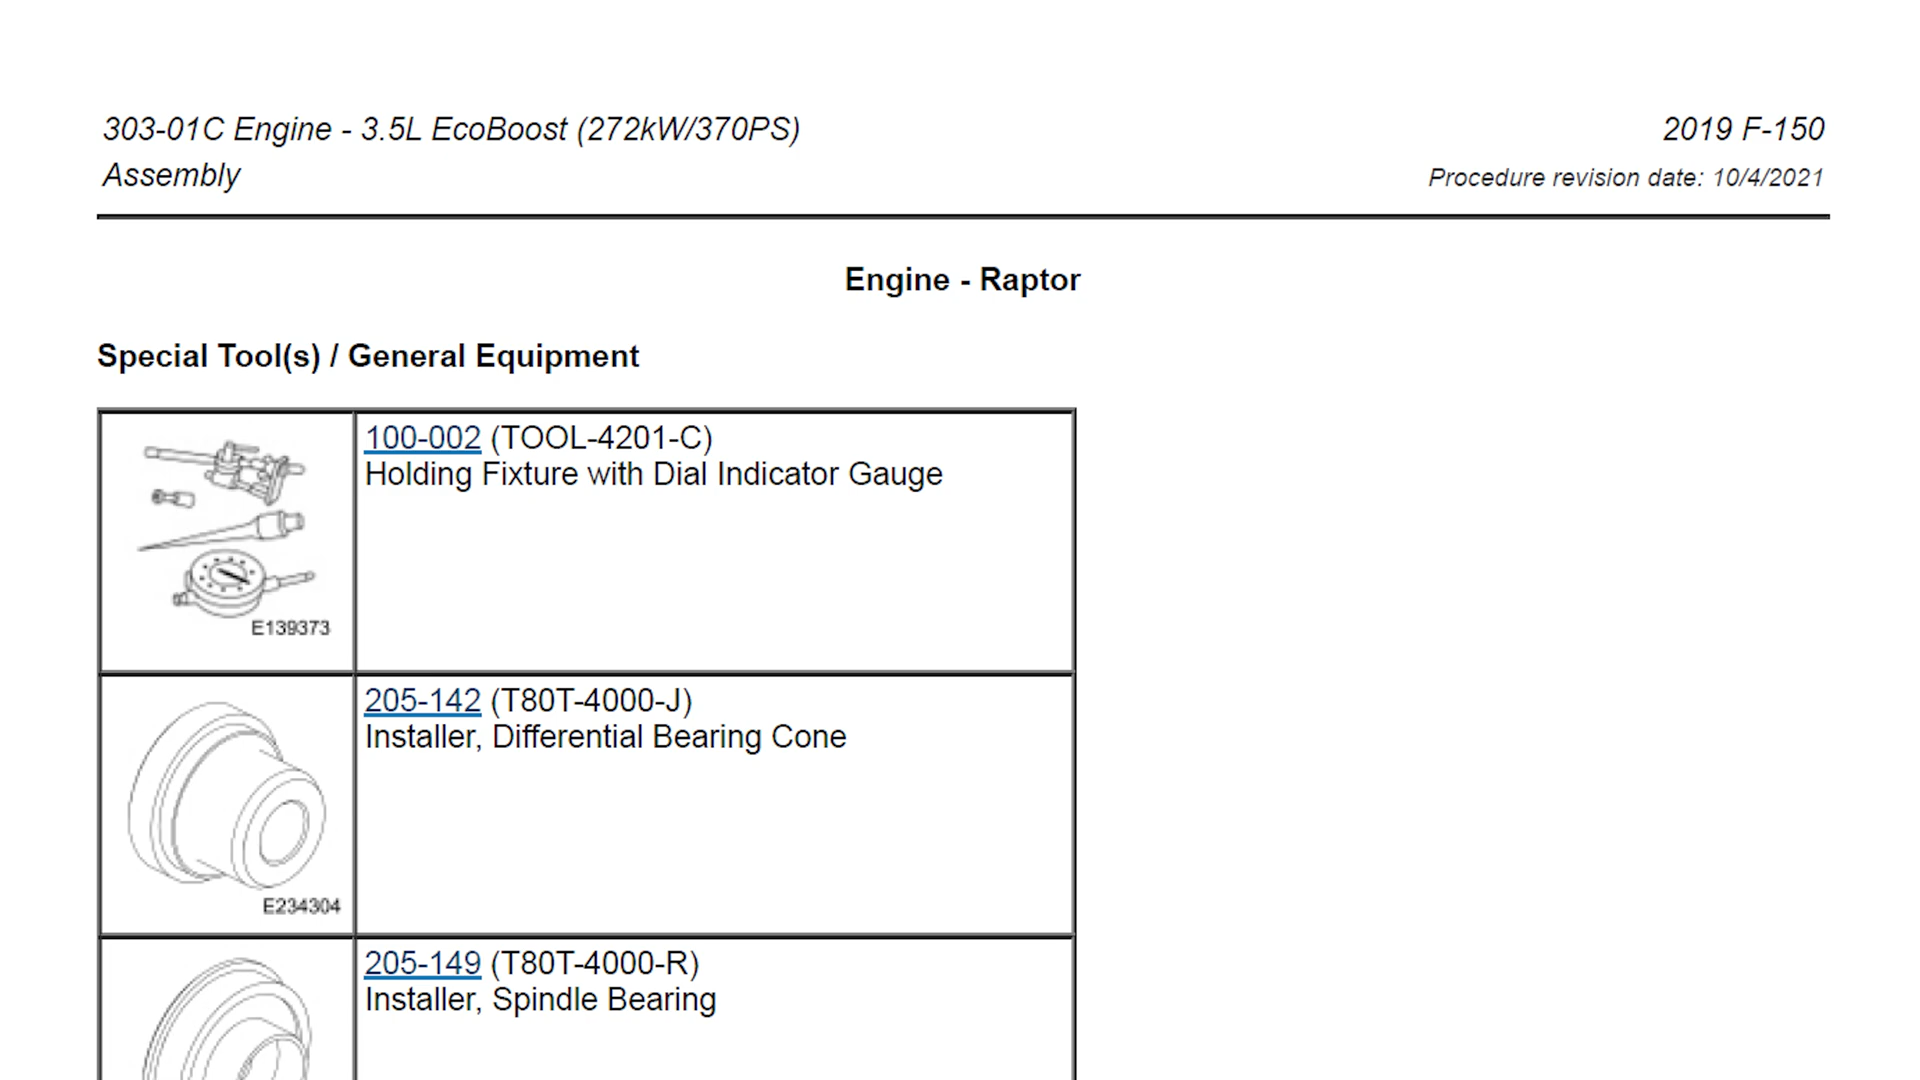 303-01C Engine - 3.5L EcoBoost (272kW/370PS)
2019 F-150
Assembly
Procedure revision date: 10/4/2021
Engine - Raptor
Special Tool(s) / General Equipment
100-002 (TOOL-4201-C)
Holding Fixture with Dial Indicator Gauge
E139373
205-142 (T80T-4000-J)
Installer, Differential Bearing Cone
E234304
205-149 (T80T-4000-R)
Installer, Spindle Bearing